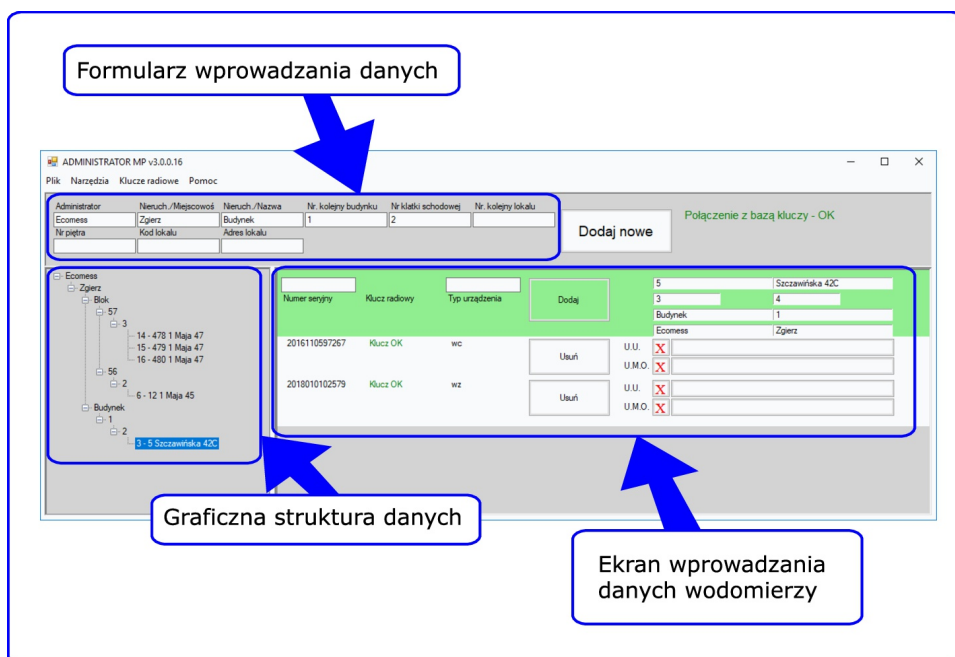 Formularz wprowadzania danych
ADMINISTRATOR MP v3.0.0.16
Plik Narzędzia Klucze radiowe Pomoc
Administrator Nieruch./Miejscowoś Nieruch./Nazwa Nr. kolejny budynku Nr klatki schodowej Nr. kolejny lokalu
Ecomess Zgierz Budynek 1 2
Nr piętra Kod lokalu Adres lokalu
Dodaj nowe
Połączenie z bazą kluczy - OK
Ecomess
Zgierz
Blok
57
3
14 - 478 1 Maja 47
15 - 479 1 Maja 47
16 - 480 1 Maja 47
56
2
6 - 12 1 Maja 45
Budynek
1
2
3 - 5 Szczawińska 42C
Numer seryjny Klucz radiowy Typ urządzenia Dodaj
5 Szczawińska 42C
3 4
Budynek 1
Ecomess Zgierz
2016110597267 Klucz OK wc Usuń U.U. X
U.M.O. X
2018010102579 Klucz OK wz Usuń U.U. X
U.M.O. X
Graficzna struktura danych
Ekran wprowadzania
danych wodomierzy